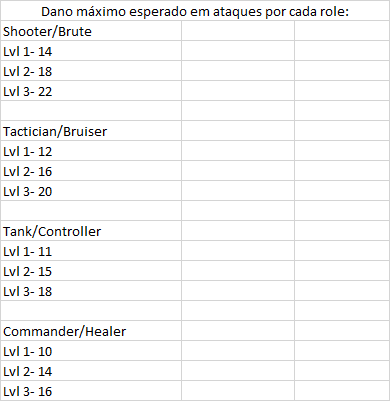 Dano máximo esperado em ataques por cada role:
Shooter/Brute
Lvl 1- 14
Lvl 2- 18
Lvl 3- 22
Tactician/Bruiser
Lvl 1- 12
Lvl 2- 16
Lvl 3- 20
Tank/Controller
Lvl 1- 11
Lvl 2- 15
Lvl 3- 18
Commander/Healer
Lvl 1- 10
Lvl 2- 14
Lvl 3- 16